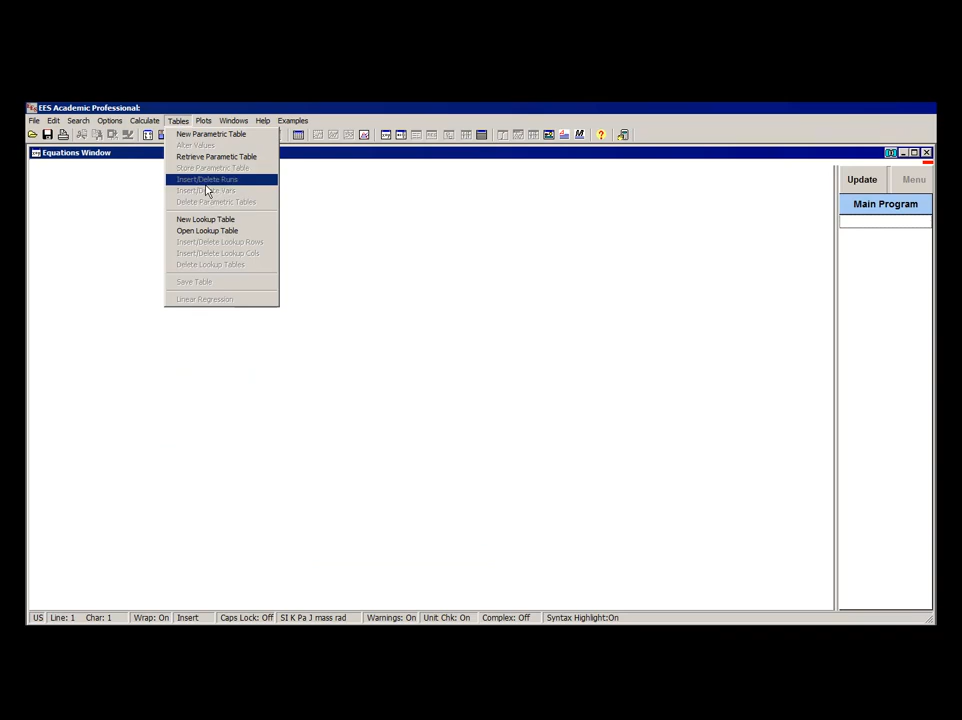 EES Academic Professional:
File Edit Search Options Calculate Tables Plots Windows Help Examples
New Parametric Table
Alter Values
Retrieve Parametic Table
Store Parametric Table
Insert/Delete Runs
Insert/Delete Vars
Delete Parametric Tables
New Lookup Table
Open Lookup Table
Insert/Delete Lookup Rows
Insert/Delete Lookup Cols
Delete Lookup Tables
Save Table
Linear Regression
Equations Window
Update Menu
Main Program
US Line: 1 Char: 1 Wrap: On Insert Caps Lock: Off SI K Pa J mass rad Warnings: On Unit Chk: On Complex: Off Syntax Highlight:On